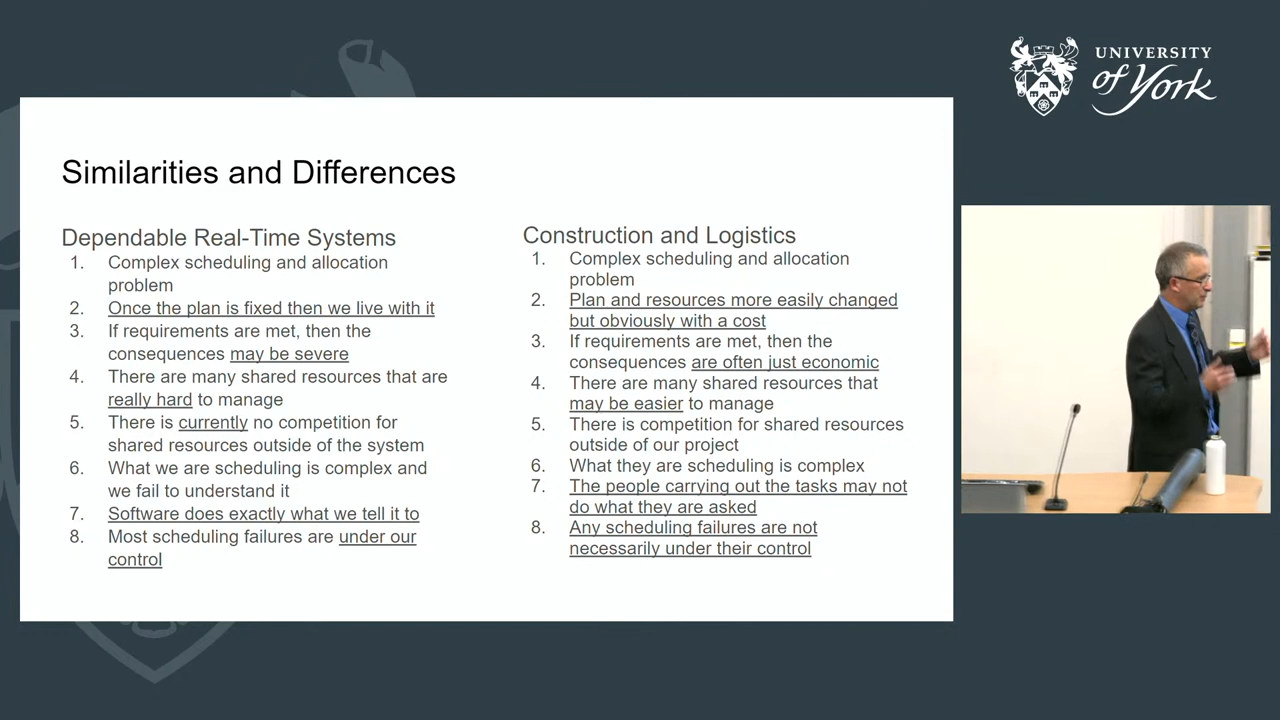 UNIVERSITY
of York
Similarities and Differences
Dependable Real-Time Systems
1. Complex scheduling and allocation
problem
2. Once the plan is fixed then we live with it
3. If requirements are met, then the
consequences may be severe
4. There are many shared resources that are
really hard to manage
5. There is currently no competition for
shared resources outside of the system
6. What we are scheduling is complex and
we fail to understand it
7. Software does exactly what we tell it to
8. Most scheduling failures are under our
control
Construction and Logistics
1. Complex scheduling and allocation
problem
2. Plan and resources more easily changed
but obviously with a cost
3. If requirements are met, then the
consequences are often just economic
4. There are many shared resources that
may be easier to manage
5. There is competition for shared resources
outside of our project
6. What they are scheduling is complex
7. The people carrying out the tasks may not
do what they are asked
8. Any scheduling failures are not
necessarily under their control